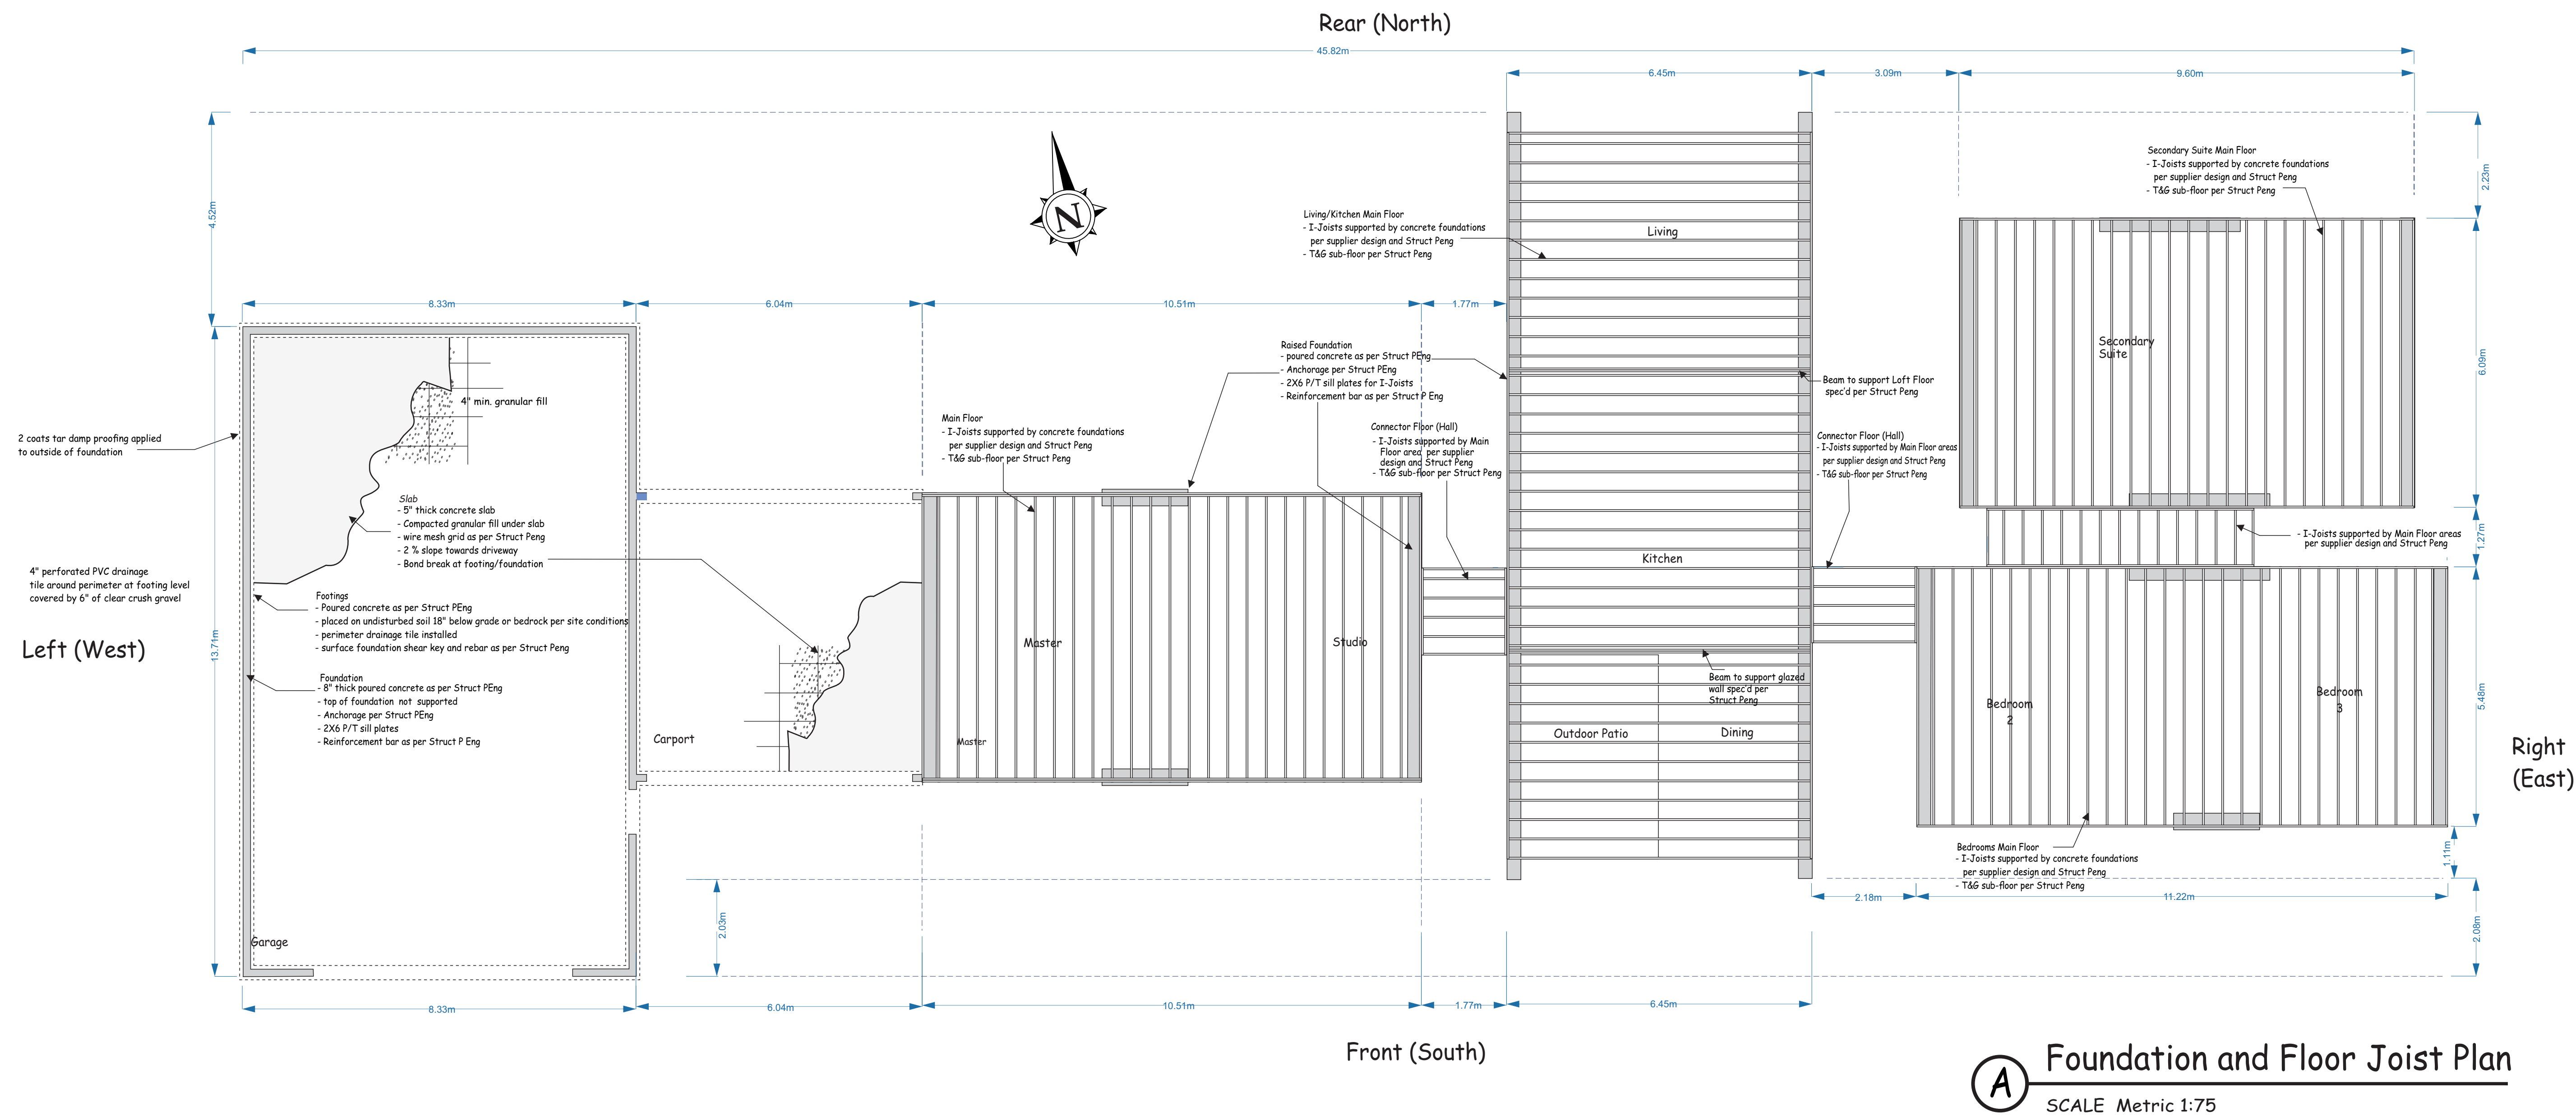 Rear (North)
45.82m
6.45m
3.09m
9.60m
4.52m
2.23m
N
Secondary Suite Main Floor
- I-Joists supported by concrete foundations
per supplier design and Struct Peng
- T&G sub-floor per Struct Peng
Living/Kitchen Main Floor
- I-Joists supported by concrete foundations
per supplier design and Struct Peng
- T&G sub-floor per Struct Peng
Living
8.33m
6.04m
10.51m
1.77m
Raised Foundation
- poured concrete as per Struct PEng
- Anchorage per Struct PEng
- 2X6 P/T sill plates for I-Joists
- Reinforcement bar as per Struct P Eng
Secondary
Suite
6.09m
Beam to support Loft Floor
spec'd per Struct Peng
4" min. granular fill
2 coats tar damp proofing applied
to outside of foundation
Main Floor
- I-Joists supported by concrete foundations
per supplier design and Struct Peng
- T&G sub-floor per Struct Peng
Connector Floor (Hall)
- I-Joists supported by Main
Floor area per supplier
design and Struct Peng
- T&G sub-floor per Struct Peng
Connector Floor (Hall)
- I-Joists supported by Main Floor areas
per supplier design and Struct Peng
- T&G sub-floor per Struct Peng
Slab
- 5" thick concrete slab
- Compacted granular fill under slab
- wire mesh grid as per Struct Peng
- 2 % slope towards driveway
- Bond break at footing/foundation
- I-Joists supported by Main Floor areas
per supplier design and Struct Peng
1.27m
Kitchen
4" perforated PVC drainage
tile around perimeter at footing level
covered by 6" of clear crush gravel
Footings
- Poured concrete as per Struct PEng
- placed on undisturbed soil 18" below grade or bedrock per site conditions
- perimeter drainage tile installed
- surface foundation shear key and rebar as per Struct Peng
Left (West)
13.71m
Master
Studio
Foundation
- 8" thick poured concrete as per Struct PEng
- top of foundation not supported
- Anchorage per Struct PEng
- 2X6 P/T sill plates
- Reinforcement bar as per Struct P Eng
Beam to support glazed
wall spec'd per
Struct Peng
Bedroom
2
Bedroom
3
5.48m
Carport
Master
Outdoor Patio
Dining
Right
(East)
Bedrooms Main Floor
- I-Joists supported by concrete foundations
per supplier design and Struct Peng
- T&G sub-floor per Struct Peng
1.11m
2.18m
11.22m
2.03m
2.08m
Garage
8.33m
6.04m
10.51m
1.77m
6.45m
Front (South)
A
Foundation and Floor Joist Plan
SCALE Metric 1:75